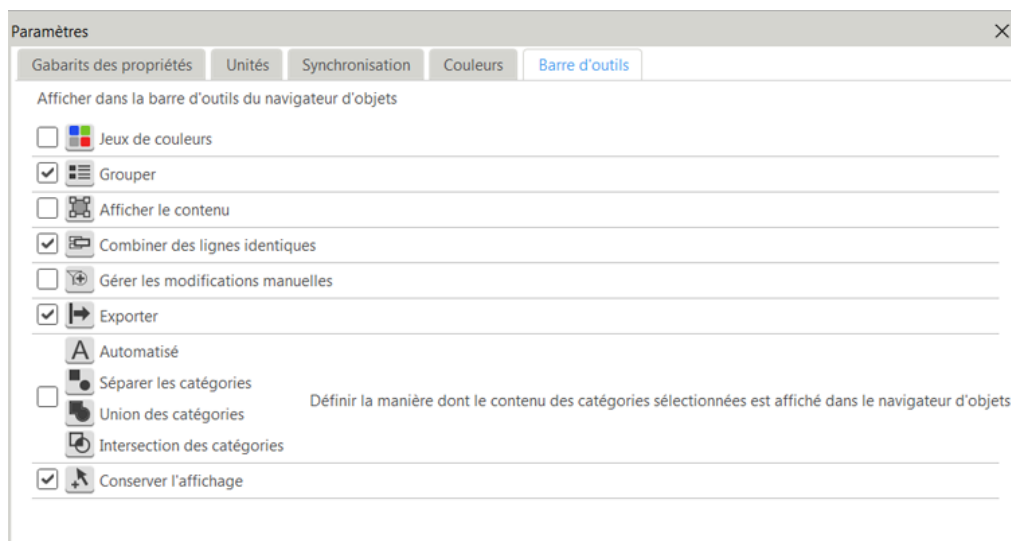 Paramètres
Gabarits des propriétés Unités Synchronisation Couleurs Barre d'outils
Afficher dans la barre d'outils du navigateur d'objets
Jeux de couleurs
Grouper
Afficher le contenu
Combiner des lignes identiques
Gérer les modifications manuelles
Exporter
A Automatisé
Séparer les catégories
Définir la manière dont le contenu des catégories sélectionnées est affiché dans le navigateur d'objets
Union des catégories
Intersection des catégories
Conserver l'affichage